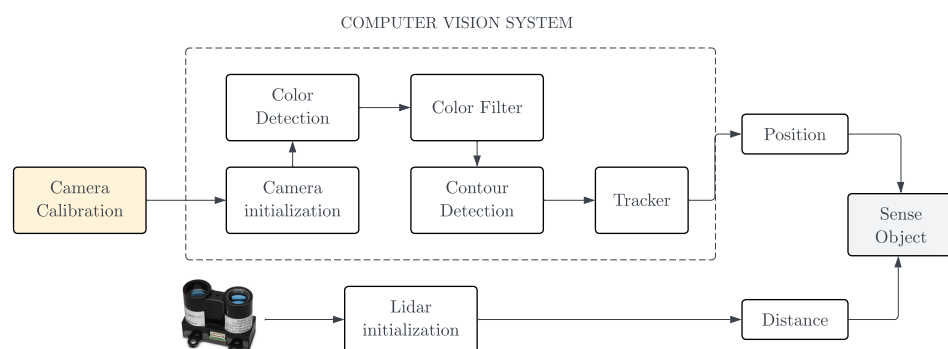 COMPUTER VISION SYSTEM
Color
Detection
Color Filter
Position
Camera
Calibration
Camera
initialization
Contour
Detection
Tracker
Sense
Object
Lidar
initialization
Distance